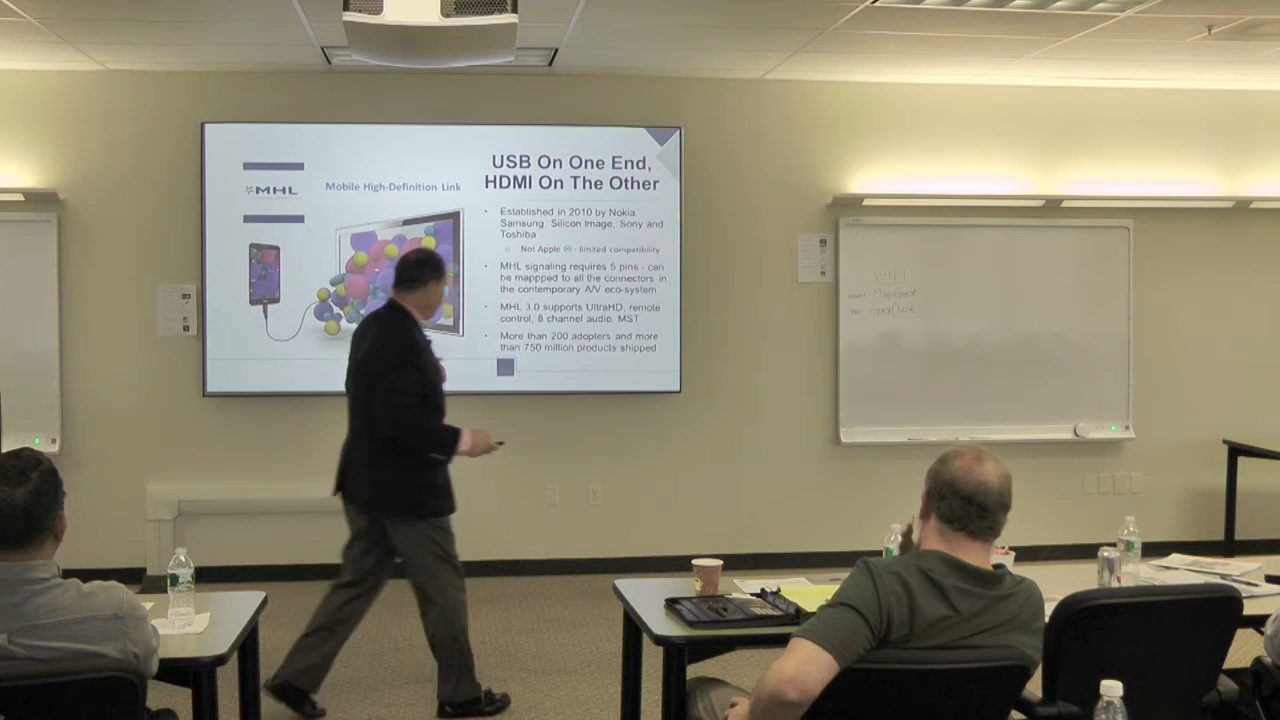 MHL
Mobile High-Definition Link
USB On One End,
HDMI On The Other
• Established in 2010 by Nokia,
Samsung, Silicon Image, Sony and
Toshiba
○ Not Apple ® - limited compatibility
• MHL signaling requires 5 pins - can
be mappped to all the connectors in
the contemporary A/V eco-system
• MHL 3.0 supports UltraHD, remote
control, 8 channel audio, MST
• More than 200 adopters and more
than 750 million products shipped
WIFI